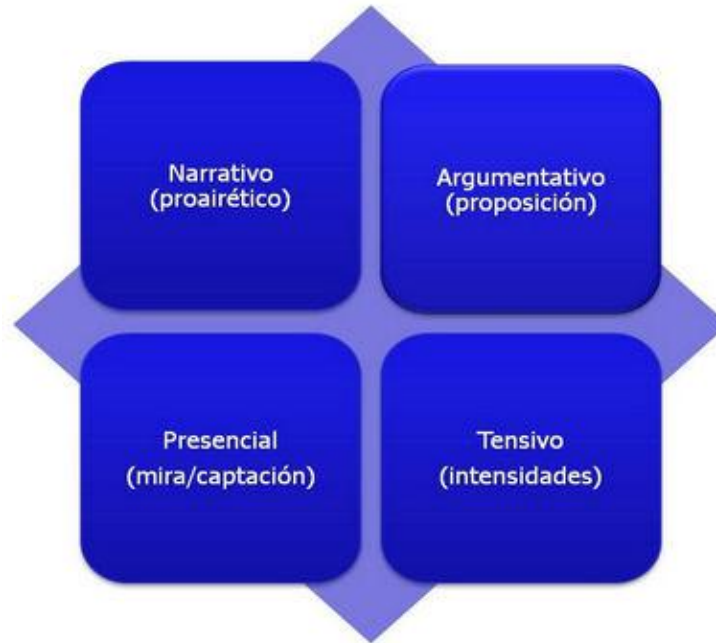 Narrativo
(proairético)
Argumentativo
(proposición)
Presencial
(mira/captación)
Tensivo
(intensidades)